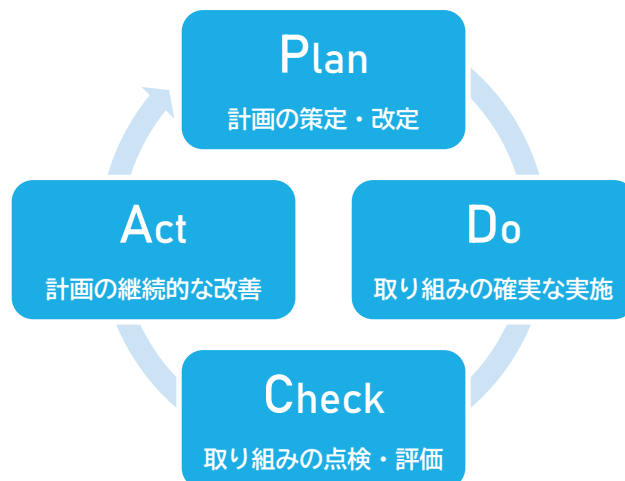 Plan
計画の策定・改定
Do
取り組みの確実な実施
Check
取り組みの点検・評価
Act
計画の継続的な改善